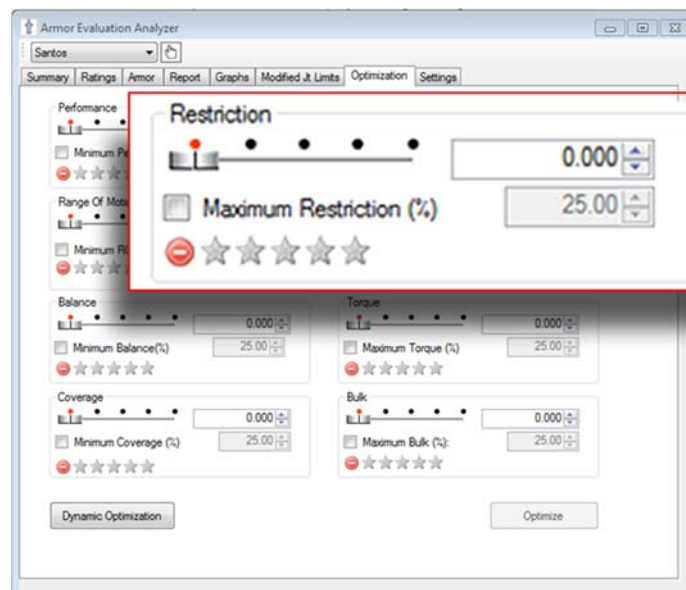 Armor Evaluation Analyzer
Santos
Summary Ratings Armor Report Graphs Modified Jt Limits Optimization Settings
Performance
Minimum
Restriction
0.000
Maximum Restriction (%)
25.00
Range Of
Minimum
Balance
0.000
Minimum Balance(%)
25.00
Torque
0.000
Maximum Torque (%)
25.00
Coverage
0.000
Minimum Coverage (%)
25.00
Bulk
0.000
Maximum Bulk (%):
25.00
Dynamic Optimization
Optimize